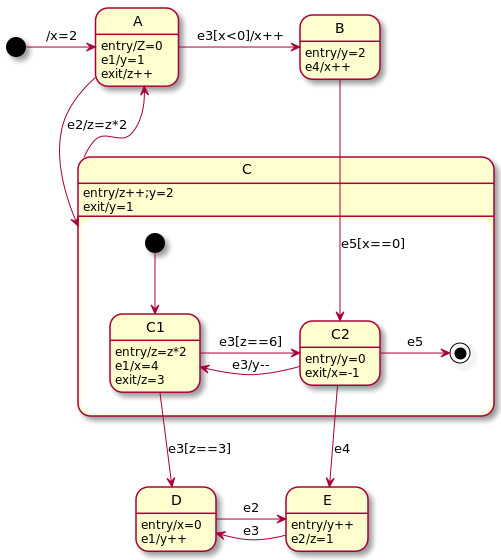 /x=2
A
entry/Z=0
e1/y=1
exit/z++
e3[x<0]/x++
B
entry/y=2
e4/x++
e2/z=z*2
C
entry/z++;y=2
exit/y=1
e5[x==0]
C1
entry/z=z*2
e1/x=4
exit/z=3
e3[z==6]
e3/y--
C2
entry/y=0
exit/x=-1
e5
e3[z==3]
e4
D
entry/x=0
e1/y++
e2
e3
E
entry/y++
e2/z=1